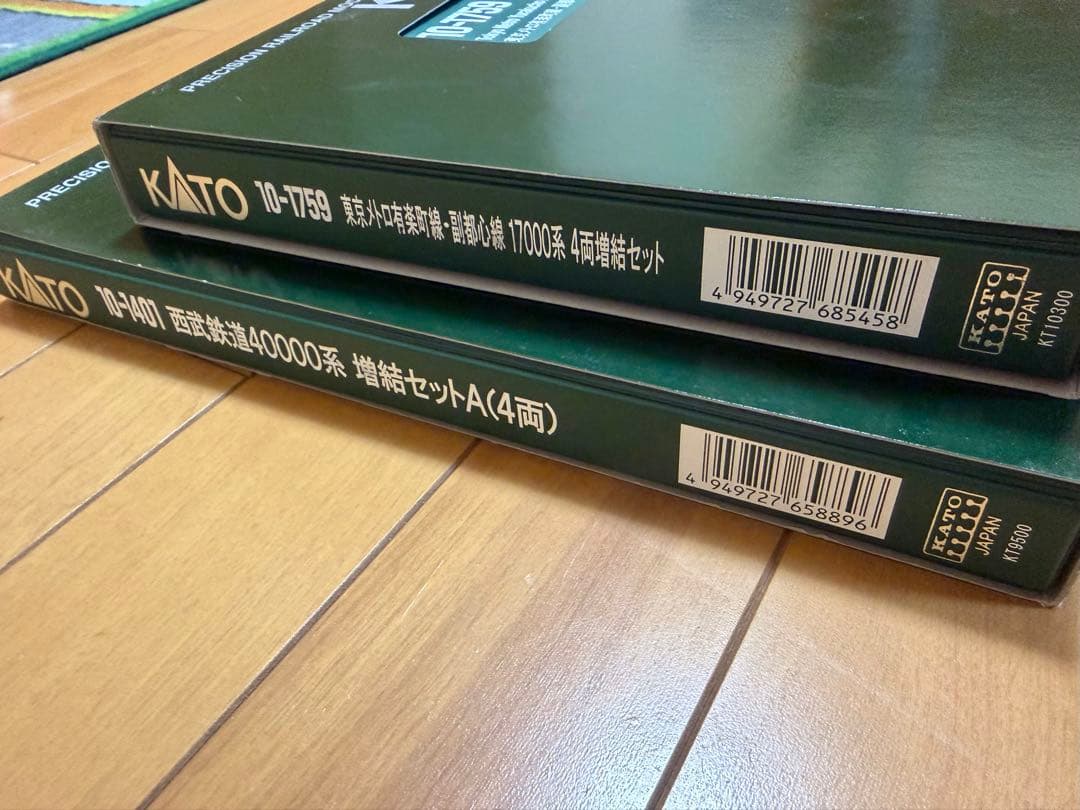 PRECISION RAILROAD MO
10-1759
KATO 10-1759 東京メトロ有楽町線・副都心線 17000系 4両増結セット
4 949727 685458
KATO
JAPAN
KT10300
PRECISIO
KATO 10-1401 西武鉄道40000系 増結セットA(4両)
4 949727 658896
KATO
JAPAN
KT9500